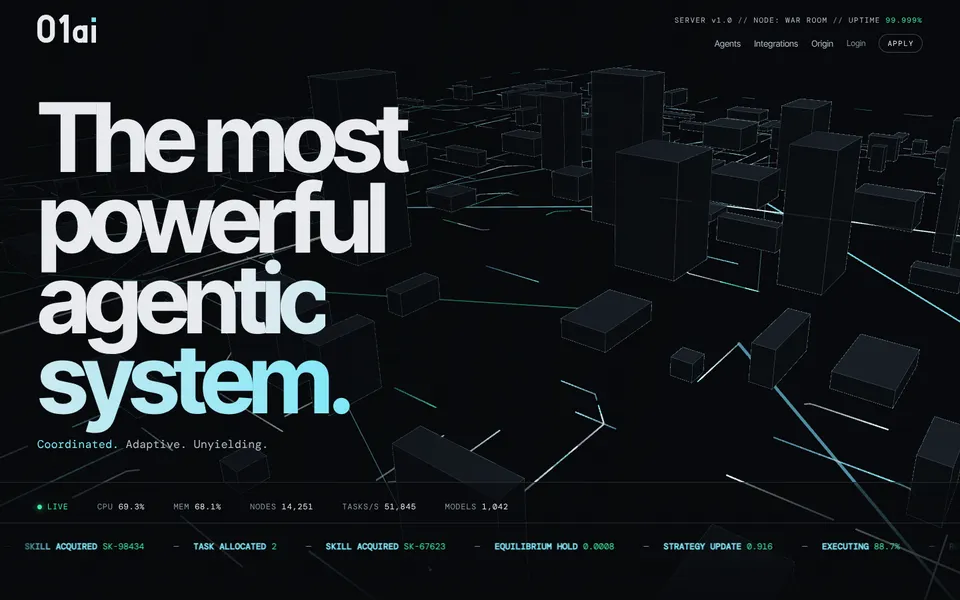 01ai
SERVER v1.0 // NODE: WAR ROOM // UPTIME 99.999%
Agents Integrations Origin Login APPLY
The most
powerful
agentic
system.
Coordinated. Adaptive. Unyielding.
LIVE CPU 69.3% MEM 68.1% NODES 14,251 TASKS/S 51,845 MODELS 1,042
SKILL ACQUIRED SK-98434 — TASK ALLOCATED 2 — SKILL ACQUIRED SK-67623 — EQUILIBRIUM HOLD 0.0008 — STRATEGY UPDATE 0.916 — EXECUTING 88.7% —